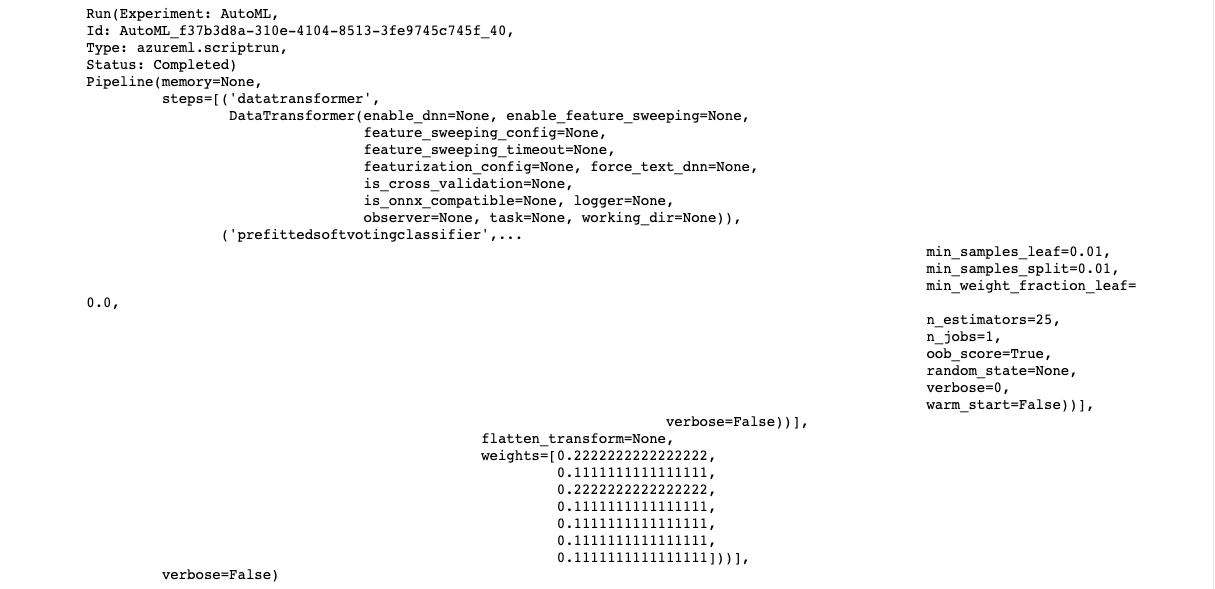 Run(Experiment: AutoML,
Id: AutoML_f37b3d8a-310e-4104-8513-3fe9745c745f_40,
Type: azureml.scriptrun,
Status: Completed)
Pipeline(memory=None,
steps=[('datatransformer',
DataTransformer(enable_dnn=None, enable_feature_sweeping=None,
feature_sweeping_config=None,
feature_sweeping_timeout=None,
featurization_config=None, force_text_dnn=None,
is_cross_validation=None,
is_onnx_compatible=None, logger=None,
observer=None, task=None, working_dir=None)),
('prefittedsoftvotingclassifier',...
min_samples_leaf=0.01,
min_samples_split=0.01,
min_weight_fraction_leaf=
0.0,
n_estimators=25,
n_jobs=1,
oob_score=True,
random_state=None,
verbose=0,
warm_start=False))],
verbose=False))],
flatten_transform=None,
weights=[0.2222222222222222,
0.1111111111111111,
0.2222222222222222,
0.1111111111111111,
0.1111111111111111,
0.1111111111111111,
0.1111111111111111]))],
verbose=False)